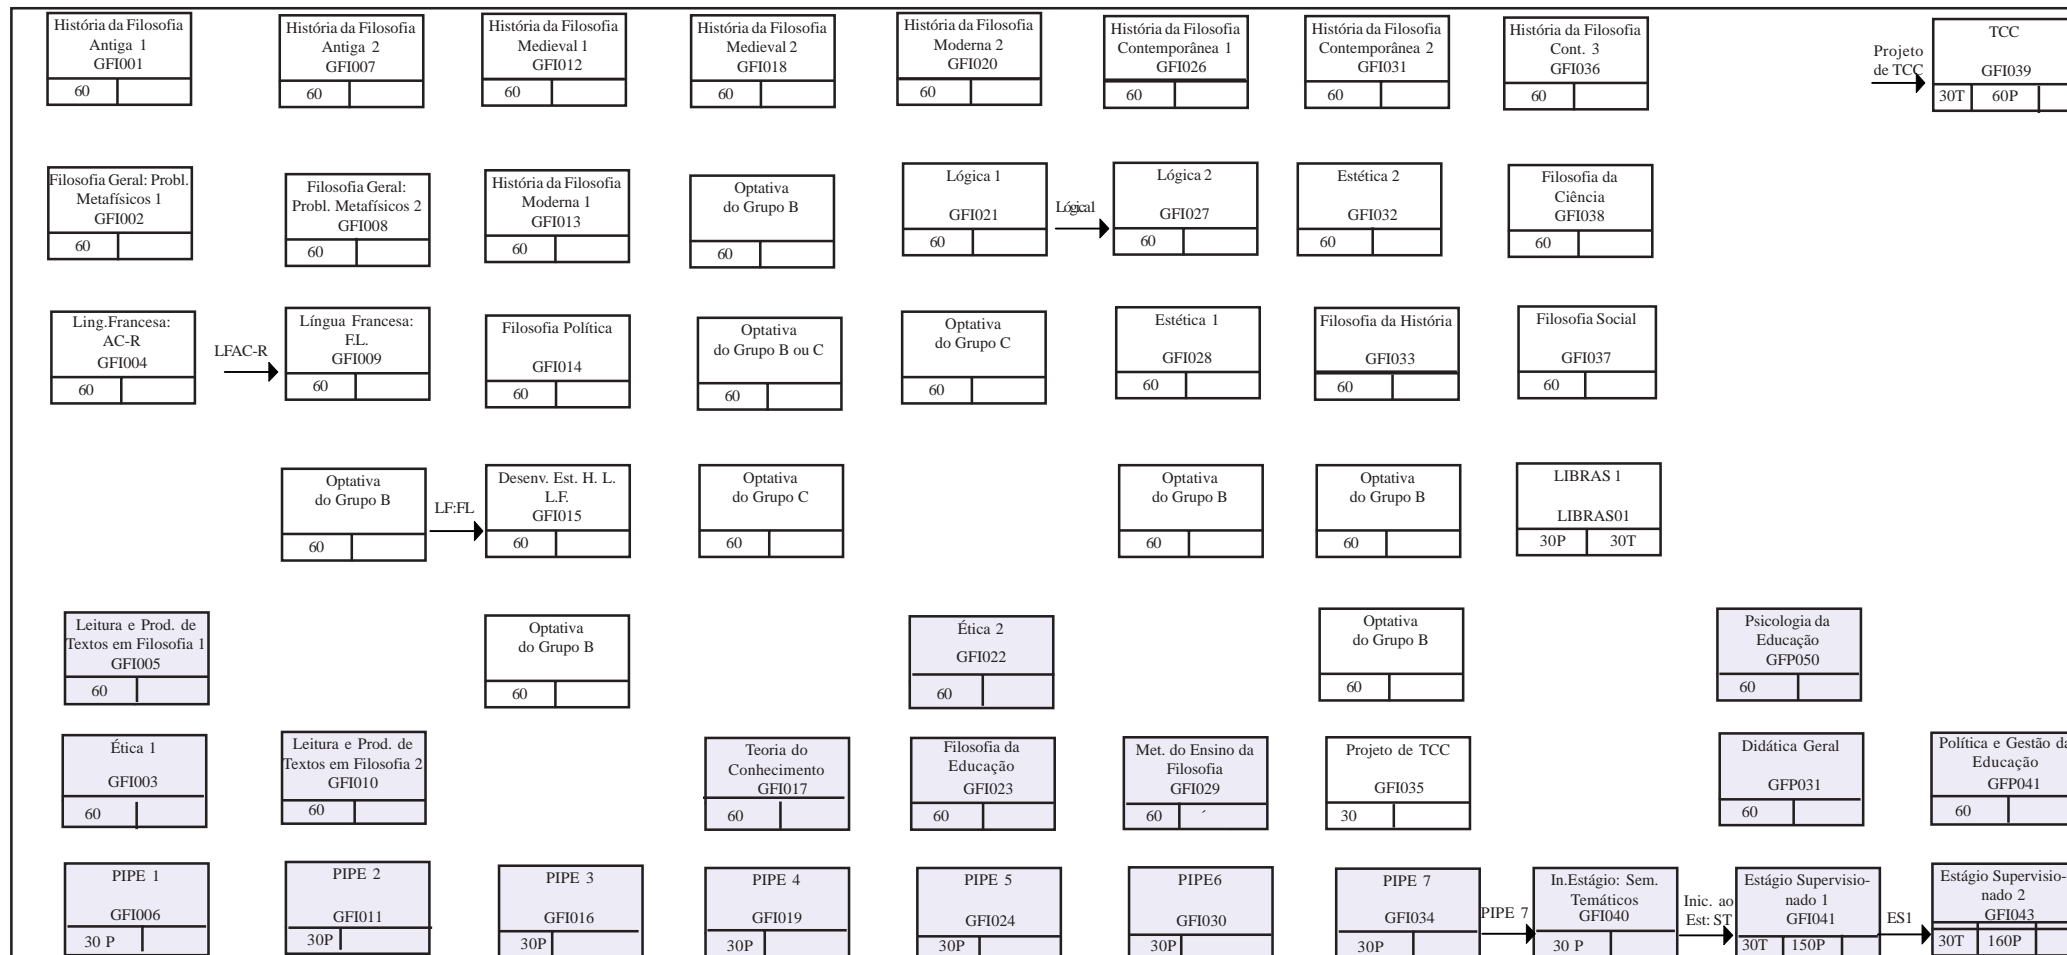 História da Filosofia
Antiga 1
GFI001
60
História da Filosofia
Antiga 2
GFI007
60
História da Filosofia
Medieval 1
GFI012
60
História da Filosofia
Medieval 2
GFI018
60
História da Filosofia
Moderna 2
GFI020
60
História da Filosofia
Contemporânea 1
GFI026
60
História da Filosofia
Contemporânea 2
GFI031
60
História da Filosofia
Cont. 3
GFI036
60
Projeto
de TCC
TCC
GFI039
30T 60P
Filosofia Geral: Probl.
Metafísicos 1
GFI002
60
Filosofia Geral:
Probl. Metafísicos 2
GFI008
60
História da Filosofia
Moderna 1
GFI013
60
Optativa
do Grupo B
60
Lógica 1
GFI021
60
Lógica1
Lógica 2
GFI027
60
Estética 2
GFI032
60
Filosofia da
Ciência
GFI038
60
Ling.Francesa:
AC-R
GFI004
60
LFAC-R
Língua Francesa:
F.L.
GFI009
60
Filosofia Política
GFI014
60
Optativa
do Grupo B ou C
60
Optativa
do Grupo C
60
Estética 1
GFI028
60
Filosofia da História
GFI033
60
Filosofia Social
GFI037
60
Optativa
do Grupo B
60
LF:FL
Desenv. Est. H. L.
L.F.
GFI015
60
Optativa
do Grupo C
60
Optativa
do Grupo B
60
Optativa
do Grupo B
60
LIBRAS 1
LIBRAS01
30P 30T
Leitura e Prod. de
Textos em Filosofia 1
GFI005
60
Optativa
do Grupo B
60
Ética 2
GFI022
60
Optativa
do Grupo B
60
Psicologia da
Educação
GFP050
60
Ética 1
GFI003
60
Leitura e Prod. de
Textos em Filosofia 2
GFI010
60
Teoria do
Conhecimento
GFI017
60
Filosofia da
Educação
GFI023
60
Met. do Ensino da
Filosofia
GFI029
60 ´
Projeto de TCC
GFI035
30
Didática Geral
GFP031
60
Política e Gestão da
Educação
GFP041
60
PIPE 1
GFI006
30 P
PIPE 2
GFI011
30P
PIPE 3
GFI016
30P
PIPE 4
GFI019
30P
PIPE 5
GFI024
30P
PIPE6
GFI030
30P
PIPE 7
GFI034
30P
PIPE 7
In.Estágio: Sem.
Temáticos
GFI040
30 P
Inic. ao
Est: ST
Estágio Supervisio-
nado 1
GFI041
30T 150P
ES1
Estágio Supervisio-
nado 2
GFI043
30T 160P